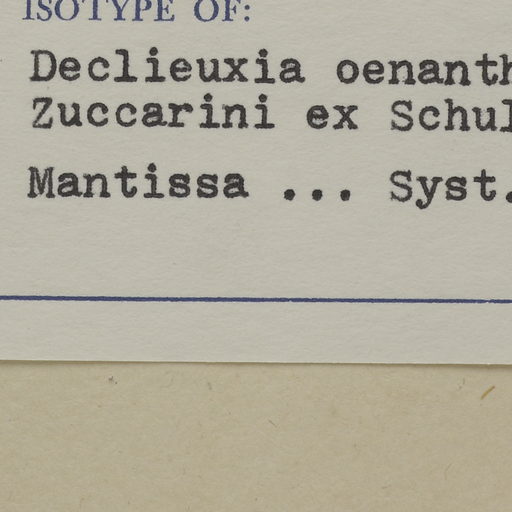 ISOTYPE OF:
Declieuxia oenanth
Zuccarini ex Schul
Mantissa ... Syst.